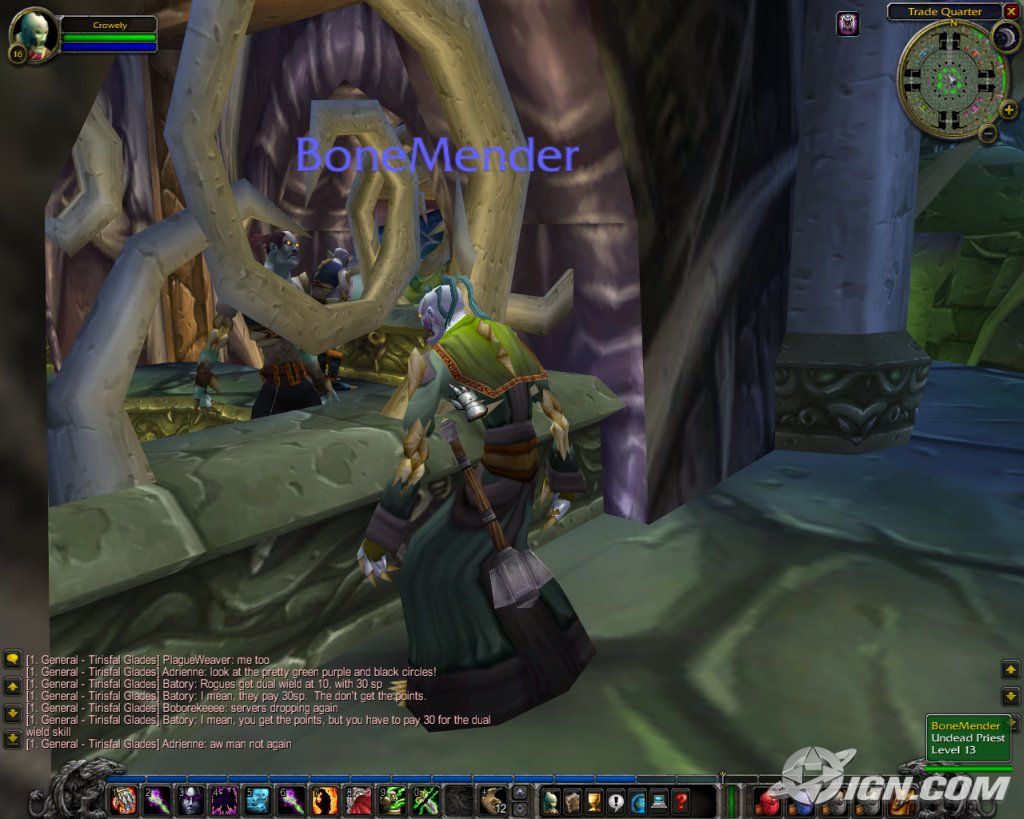 Crowely
16
Trade Quarter
N
BoneMender
[1. General - Tirisfal Glades] PlagueWeaver: me too
[1. General - Tirisfal Glades] Adrienne: look at the pretty green purple and black circles!
[1. General - Tirisfal Glades] Batory: Rogues get dual wield at 10, with 30 sp
[1. General - Tirisfal Glades] Batory: I mean, they pay 30sp. The don't get the points.
[1. General - Tirisfal Glades] Boborekeeee: servers dropping again
[1. General - Tirisfal Glades] Batory: I mean, you get the points, but you have to pay 30 for the dual
wield skill
[1. General - Tirisfal Glades] Adrienne: aw man not again
BoneMender
Undead Priest
Level 13
12
IGN.COM